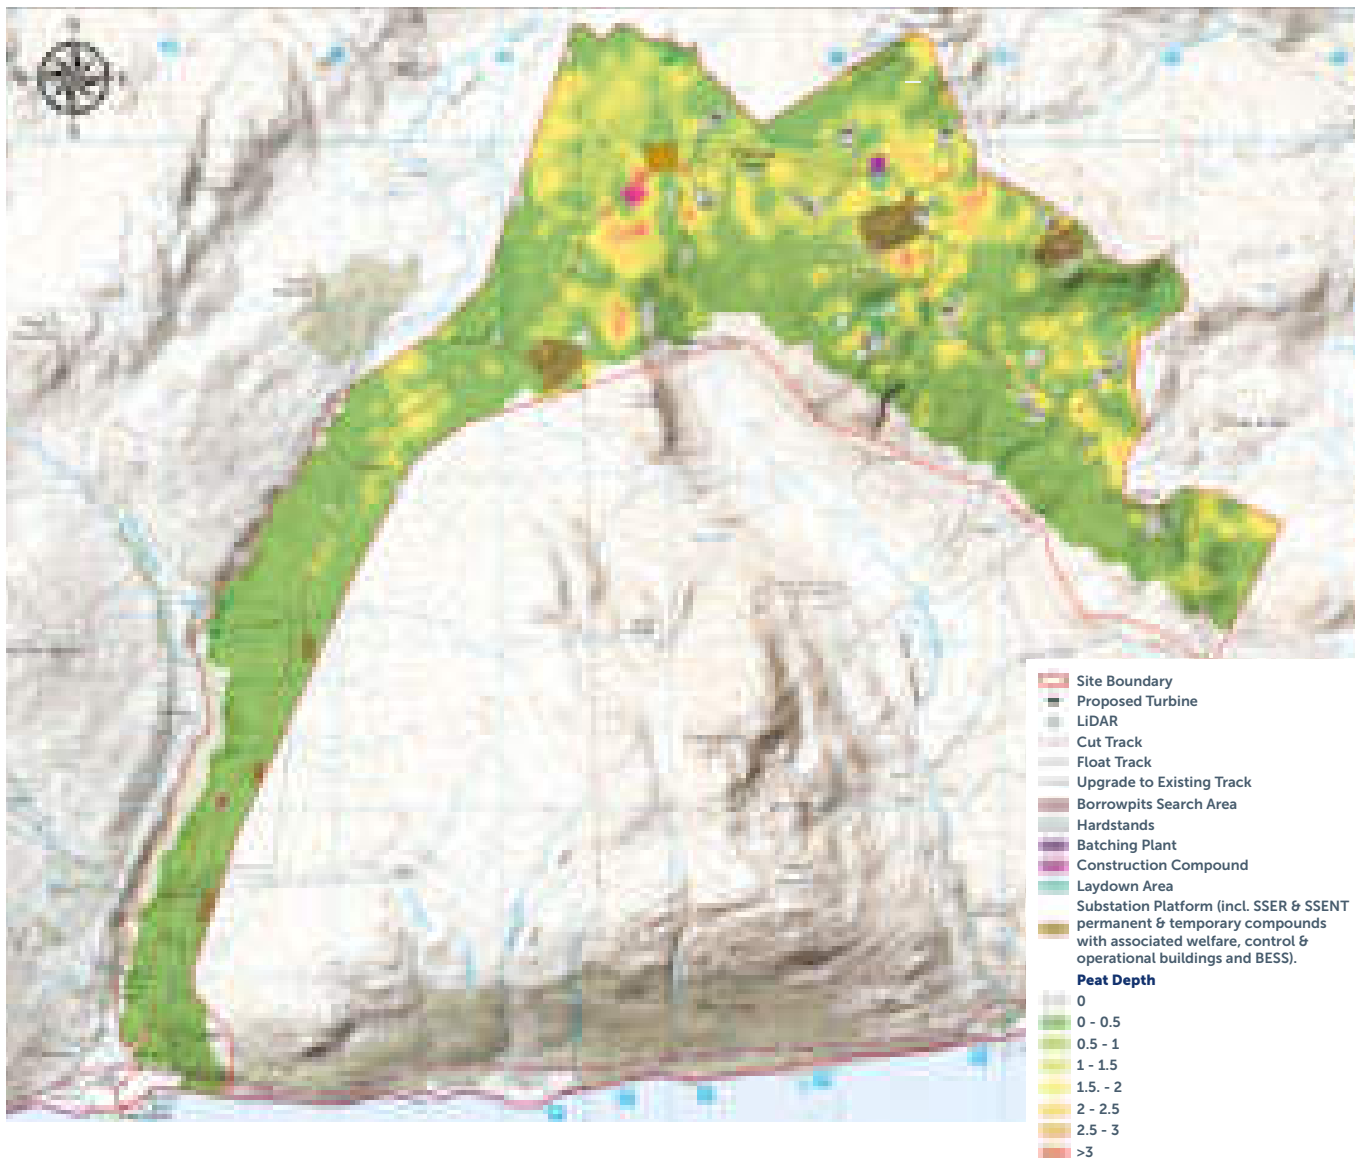 Site Boundary
Proposed Turbine
LiDAR
Cut Track
Float Track
Upgrade to Existing Track
Borrowpits Search Area
Hardstands
Batching Plant
Construction Compound
Laydown Area
Substation Platform (incl. SSER & SSENT
permanent & temporary compounds
with associated welfare, control &
operational buildings and BESS).
Peat Depth
0
0 - 0.5
0.5 - 1
1 - 1.5
1.5. - 2
2 - 2.5
2.5 - 3
>3